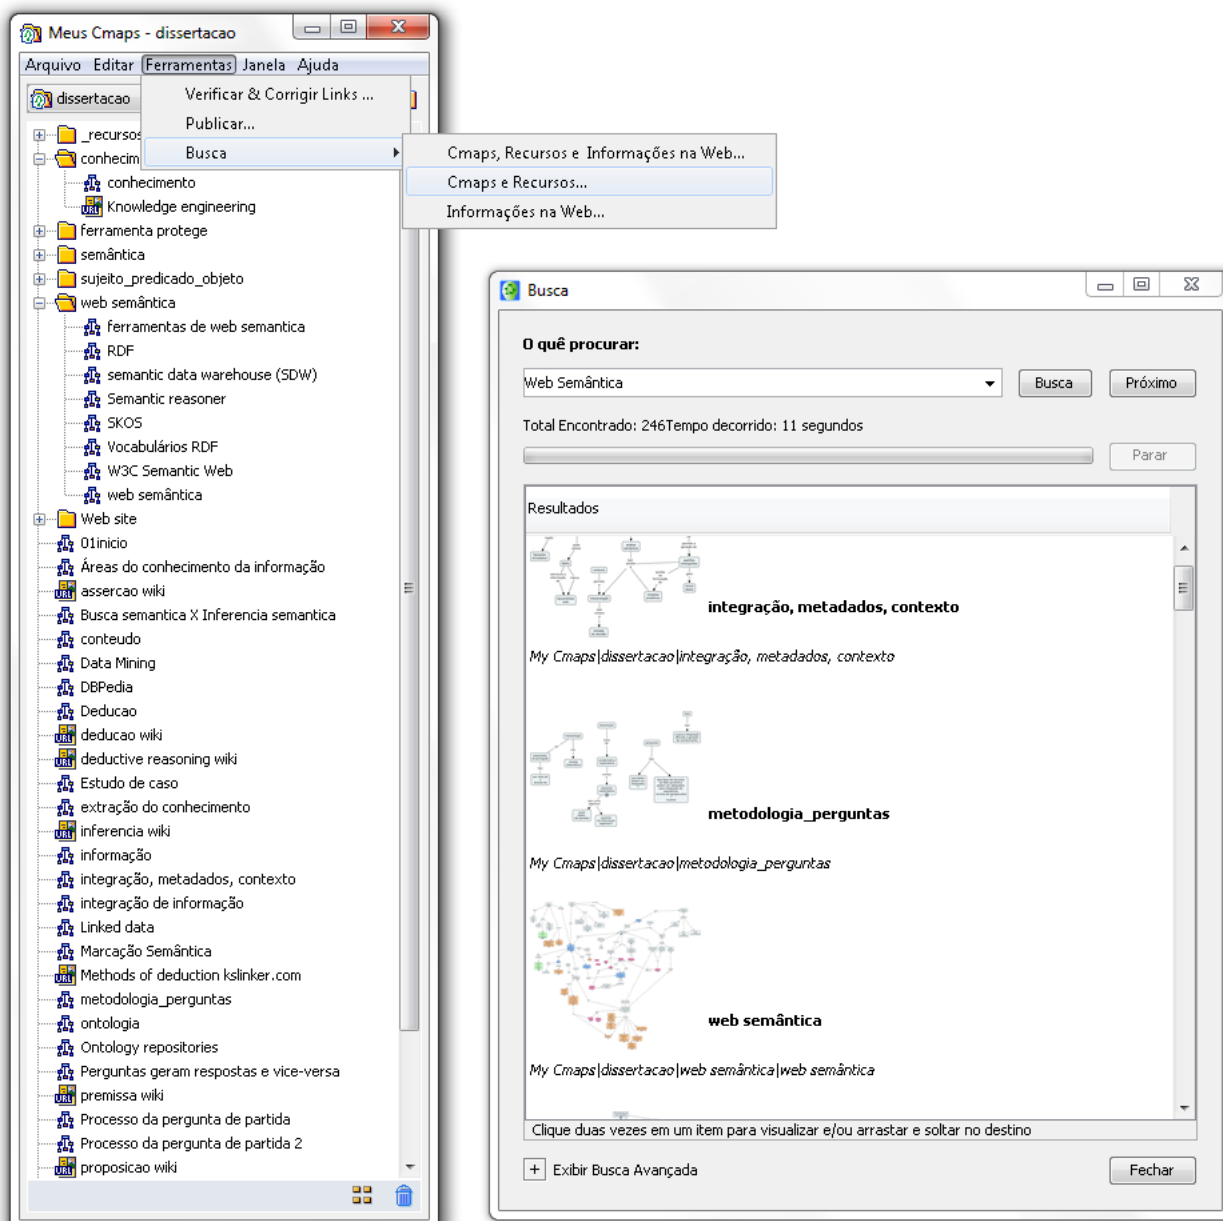 Meus Cmaps - dissertacao
Arquivo Editar Ferramentas Janela Ajuda
dissertacao
Verificar & Corrigir Links ...
Publicar...
Busca
Cmaps, Recursos e Informações na Web...
Cmaps e Recursos...
Informações na Web...
_recursos
conhecim
conhecimento
URL Knowledge engineering
ferramenta protege
semântica
sujeito_predicado_objeto
web semântica
ferramentas de web semantica
RDF
semantic data warehouse (SDW)
Semantic reasoner
SKOS
Vocabulários RDF
W3C Semantic Web
web semântica
Web site
01inicio
Áreas do conhecimento da informação
URL assercao wiki
Busca semantica X Inferencia semantica
conteudo
Data Mining
DBPedia
Deducao
URL deducao wiki
URL deductive reasoning wiki
Estudo de caso
extração do conhecimento
URL inferencia wiki
informação
integração, metadados, contexto
integração de informação
Linked data
Marcação Semântica
URL Methods of deduction kslinker.com
metodologia_perguntas
ontologia
Ontology repositories
Perguntas geram respostas e vice-versa
URL premissa wiki
Processo da pergunta de partida
Processo da pergunta de partida 2
URL proposicao wiki
Busca
O quê procurar:
Web Semântica Busca Próximo
Total Encontrado: 246Tempo decorrido: 11 segundos
Parar
Resultados
integração, metadados, contexto
My Cmaps|dissertacao|integração, metadados, contexto
metodologia_perguntas
My Cmaps|dissertacao|metodologia_perguntas
web semântica
My Cmaps|dissertacao|web semântica|web semântica
Clique duas vezes em um item para visualizar e/ou arrastar e soltar no destino
Exibir Busca Avançada Fechar